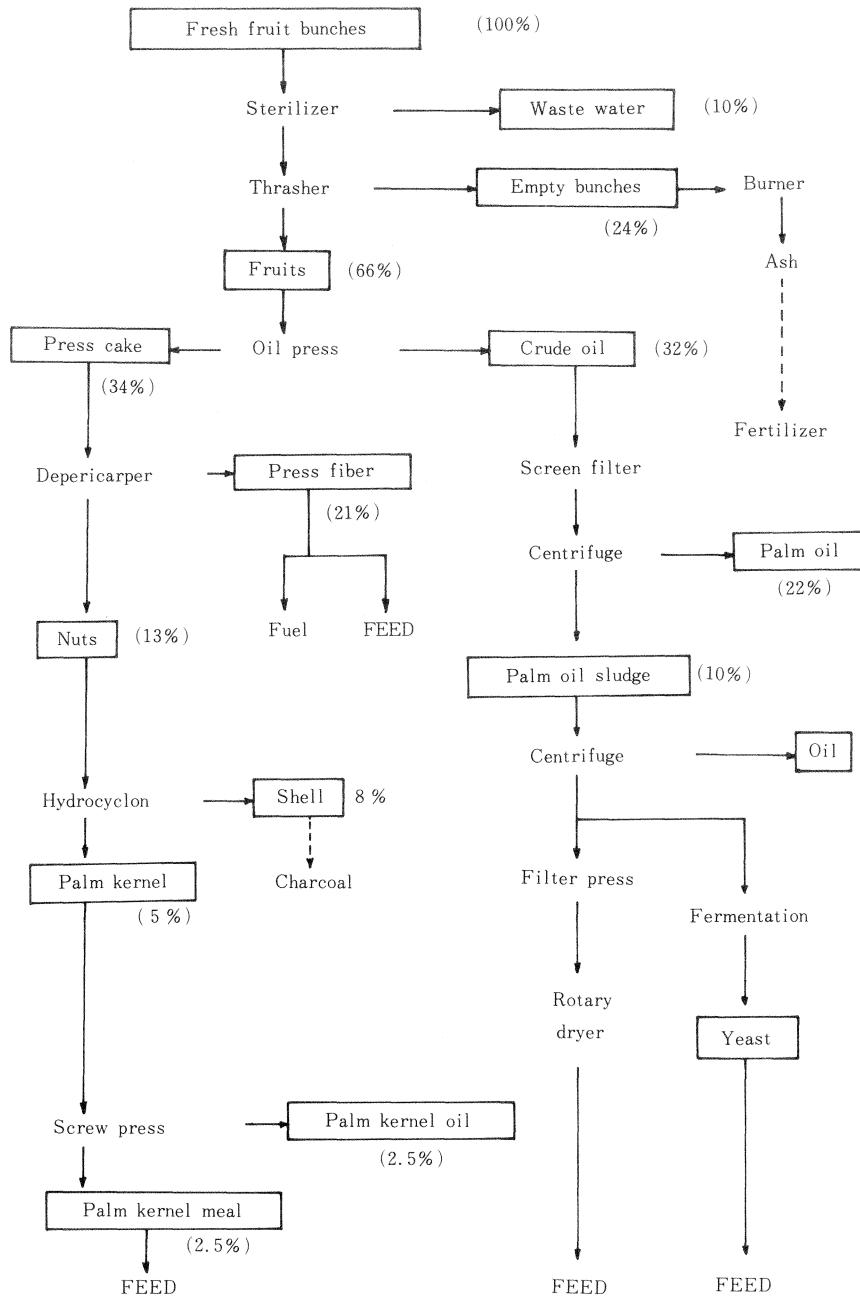 Fresh fruit bunches (100%)
Sterilizer Waste water (10%)
Thrasher Empty bunches Burner
(24%)
Fruits (66%)
Ash
Press cake Oil press Crude oil (32%)
(34%)
Fertilizer
Depericarper Press fiber Screen filter
(21%)
Centrifuge Palm oil
(22%)
Nuts (13%) Fuel FEED
Palm oil sludge (10%)
Centrifuge Oil
Hydrocyclon Shell 8%
Palm kernel Charcoal Filter press
(5%)
Fermentation
Rotary
dryer Yeast
Screw press Palm kernel oil
(2.5%)
Palm kernel meal
(2.5%)
FEED FEED FEED